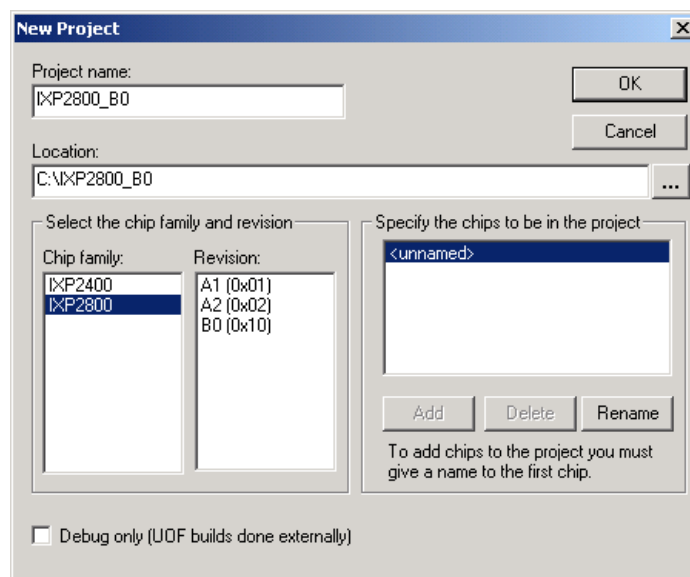 New Project
Project name:
IXP2800_B0
OK
Cancel
Location:
C:\IXP2800_B0
...
Select the chip family and revision
Chip family:
IXP2400
IXP2800
Revision:
A1 (0x01)
A2 (0x02)
B0 (0x10)
Specify the chips to be in the project
<unnamed>
Add
Delete
Rename
To add chips to the project you must
give a name to the first chip.
Debug only (UOF builds done externally)